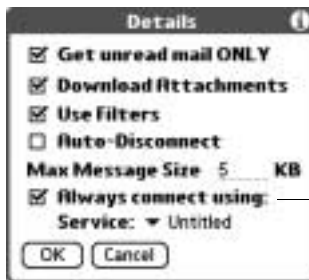 Details
Get unread mail ONLY
Download Attachments
Use Filters
Auto-Disconnect
Max Message Size 5 KB
Always connect using:
Service: Untitled
OK Cancel